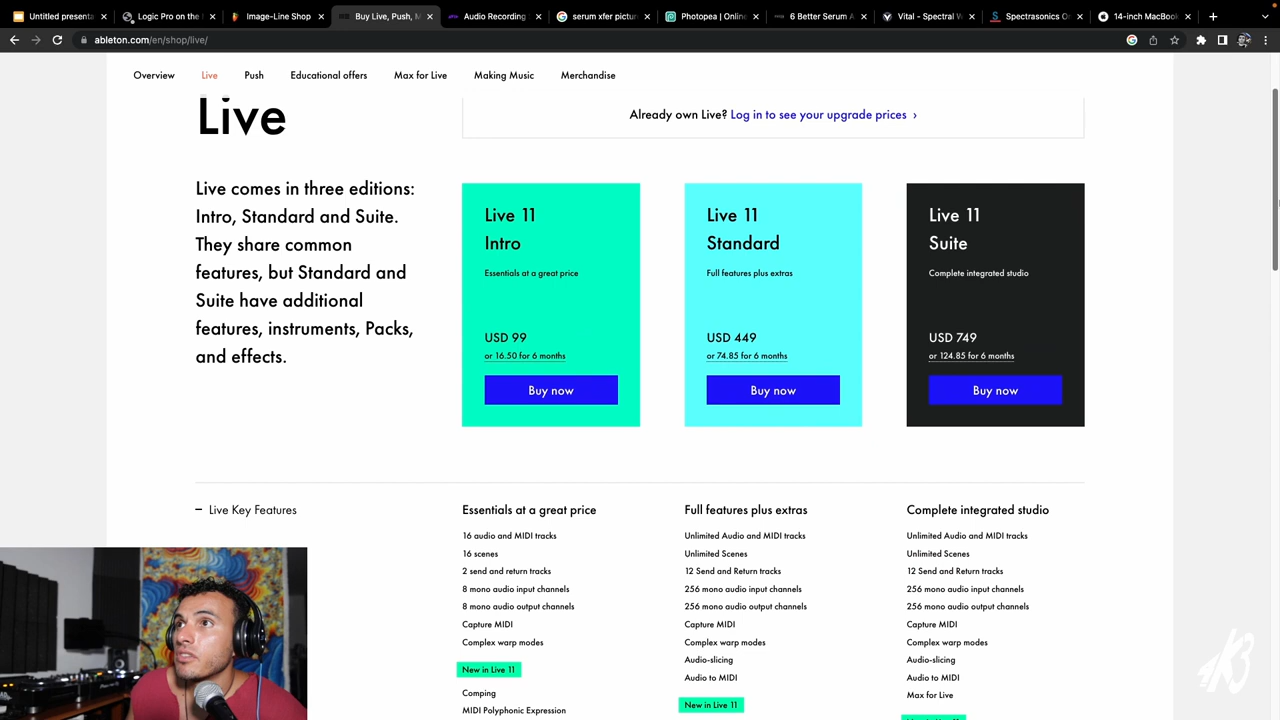 Untitled presenta
Logic Pro on the
Image-Line Shop
Buy Live, Push, M
Audio Recording
serum xfer pictur
Photopea | Online
6 Better Serum A
Vital - Spectral W
Spectrasonics O
14-inch MacBook
ableton.com/en/shop/live/
Overview Live Push Educational offers Max for Live Making Music Merchandise
Live
Already own Live? Log in to see your upgrade prices ›
Live comes in three editions:
Intro, Standard and Suite.
They share common
features, but Standard and
Suite have additional
features, instruments, Packs,
and effects.
Live 11
Intro
Essentials at a great price
USD 99
or 16.50 for 6 months
Buy now
Live 11
Standard
Full features plus extras
USD 449
or 74.85 for 6 months
Buy now
Live 11
Suite
Complete integrated studio
USD 749
or 124.85 for 6 months
Buy now
Live Key Features
Essentials at a great price
16 audio and MIDI tracks
16 scenes
2 send and return tracks
8 mono audio input channels
8 mono audio output channels
Capture MIDI
Complex warp modes
New in Live 11
Comping
MIDI Polyphonic Expression
Full features plus extras
Unlimited Audio and MIDI tracks
Unlimited Scenes
12 Send and Return tracks
256 mono audio input channels
256 mono audio output channels
Capture MIDI
Complex warp modes
Audio-slicing
Audio to MIDI
New in Live 11
Complete integrated studio
Unlimited Audio and MIDI tracks
Unlimited Scenes
12 Send and Return tracks
256 mono audio input channels
256 mono audio output channels
Capture MIDI
Complex warp modes
Audio-slicing
Audio to MIDI
Max for Live